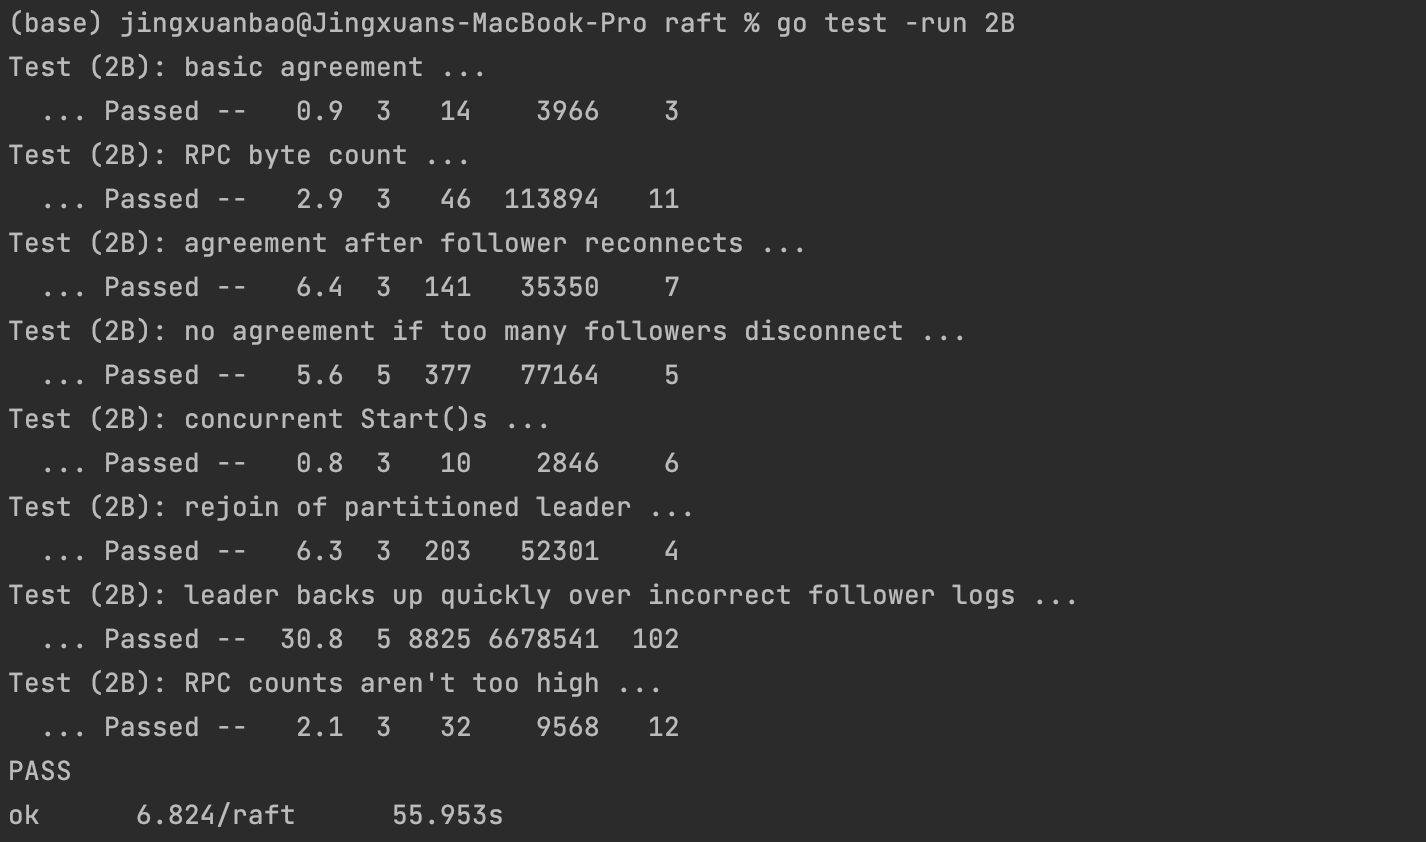 (base) jingxuanbao@Jingxuans-MacBook-Pro raft % go test -run 2B
Test (2B): basic agreement ...
  ... Passed --   0.9  3   14    3966    3
Test (2B): RPC byte count ...
  ... Passed --   2.9  3   46  113894   11
Test (2B): agreement after follower reconnects ...
  ... Passed --   6.4  3  141   35350    7
Test (2B): no agreement if too many followers disconnect ...
  ... Passed --   5.6  5  377   77164    5
Test (2B): concurrent Start()s ...
  ... Passed --   0.8  3   10    2846    6
Test (2B): rejoin of partitioned leader ...
  ... Passed --   6.3  3  203   52301    4
Test (2B): leader backs up quickly over incorrect follower logs ...
  ... Passed --  30.8  5 8825 6678541  102
Test (2B): RPC counts aren't too high ...
  ... Passed --   2.1  3   32    9568   12
PASS
ok      6.824/raft      55.953s